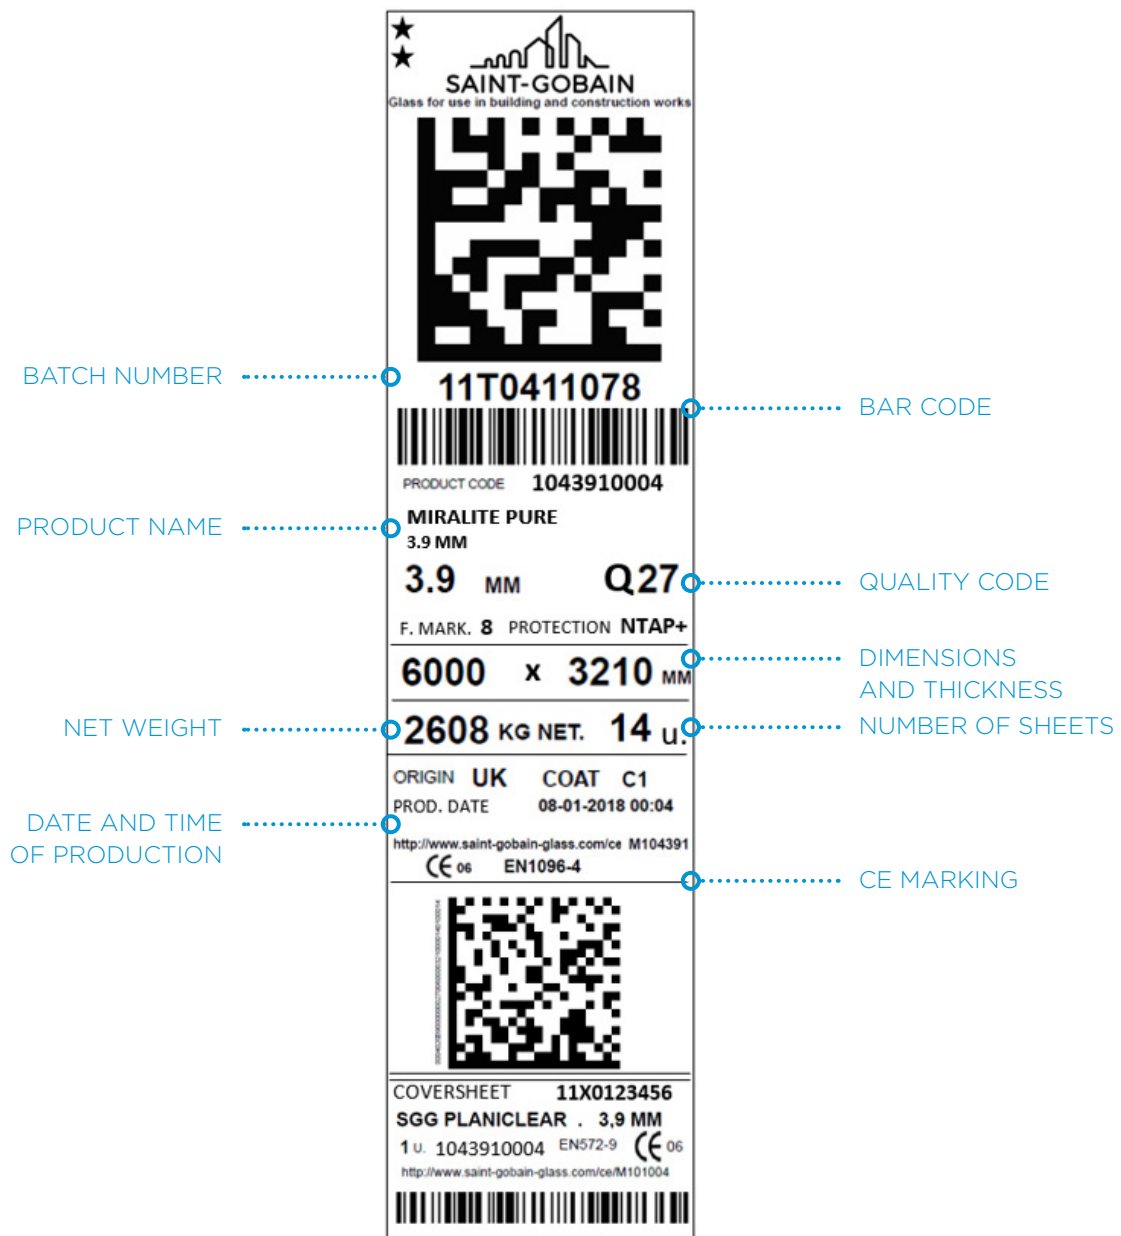 ★
★
SAINT-GOBAIN
Glass for use in building and construction works
BATCH NUMBER
11T0411078
BAR CODE
PRODUCT CODE 1043910004
PRODUCT NAME
MIRALITE PURE
3.9 MM
3.9 MM Q27
QUALITY CODE
F. MARK. 8 PROTECTION NTAP+
6000 x 3210 MM
DIMENSIONS
AND THICKNESS
NET WEIGHT
2608 KG NET. 14 u.
NUMBER OF SHEETS
ORIGIN UK COAT C1
PROD. DATE 08-01-2018 00:04
DATE AND TIME
OF PRODUCTION
http://www.saint-gobain-glass.com/ce M104391
CE 06 EN1096-4
CE MARKING
COVERSHEET 11X0123456
SGG PLANICLEAR . 3,9 MM
1 U. 1043910004 EN572-9 CE 06
http://www.saint-gobain-glass.com/ce/M101004